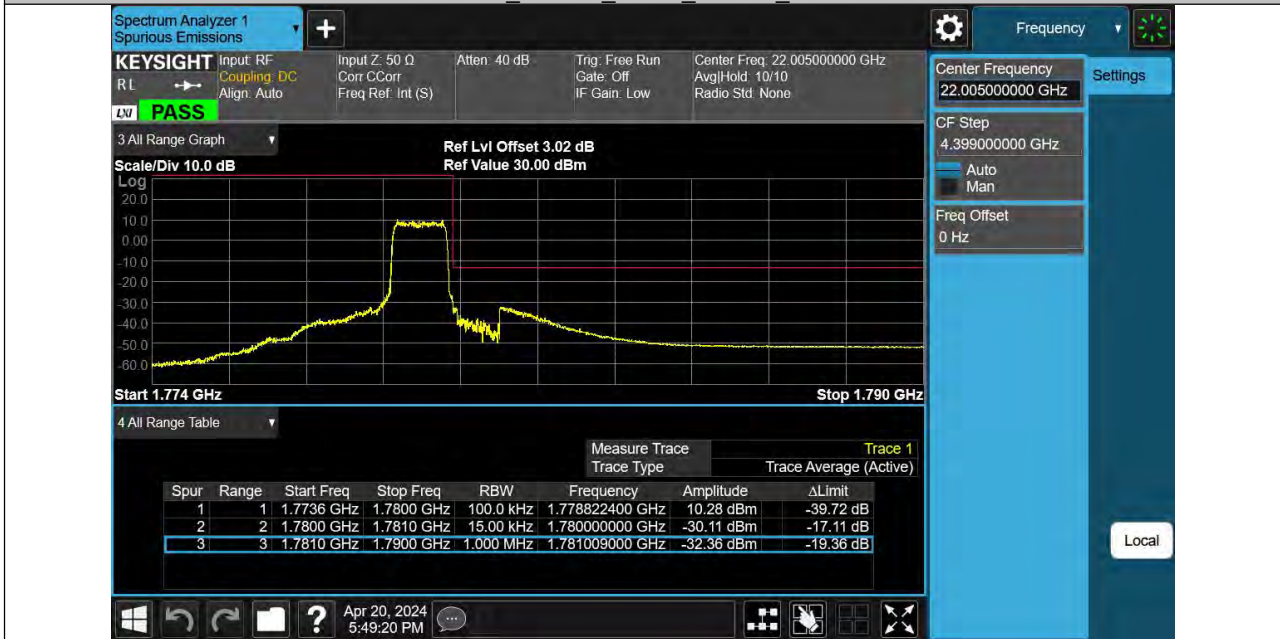 Spectrum Analyzer 1
Spurious Emissions
+
Frequency
KEYSIGHT
RL
LXI
PASS
Input: RF
Coupling: DC
Align: Auto
Input Z: 50 Ω
Corr CCorr
Freq Ref: Int (S)
Atten: 40 dB
Trig: Free Run
Gate: Off
IF Gain: Low
Center Freq: 22.005000000 GHz
Avg|Hold: 10/10
Radio Std: None
Center Frequency
22.005000000 GHz
Settings
CF Step
4.399000000 GHz
Auto
Man
Freq Offset
0 Hz
Local
3 All Range Graph
Scale/Div 10.0 dB
Ref Lvl Offset 3.02 dB
Ref Value 30.00 dBm
Log
20.0
10.0
0.00
-10.0
-20.0
-30.0
-40.0
-50.0
-60.0
Start 1.774 GHz Stop 1.790 GHz
4 All Range Table
Measure Trace Trace 1
Trace Type Trace Average (Active)
Spur Range Start Freq Stop Freq RBW Frequency Amplitude ΔLimit
1 1 1.7736 GHz 1.7800 GHz 100.0 kHz 1.778822400 GHz 10.28 dBm -39.72 dB
2 2 1.7800 GHz 1.7810 GHz 15.00 kHz 1.780000000 GHz -30.11 dBm -17.11 dB
3 3 1.7810 GHz 1.7900 GHz 1.000 MHz 1.781009000 GHz -32.36 dBm -19.36 dB
?
Apr 20, 2024
5:49:20 PM